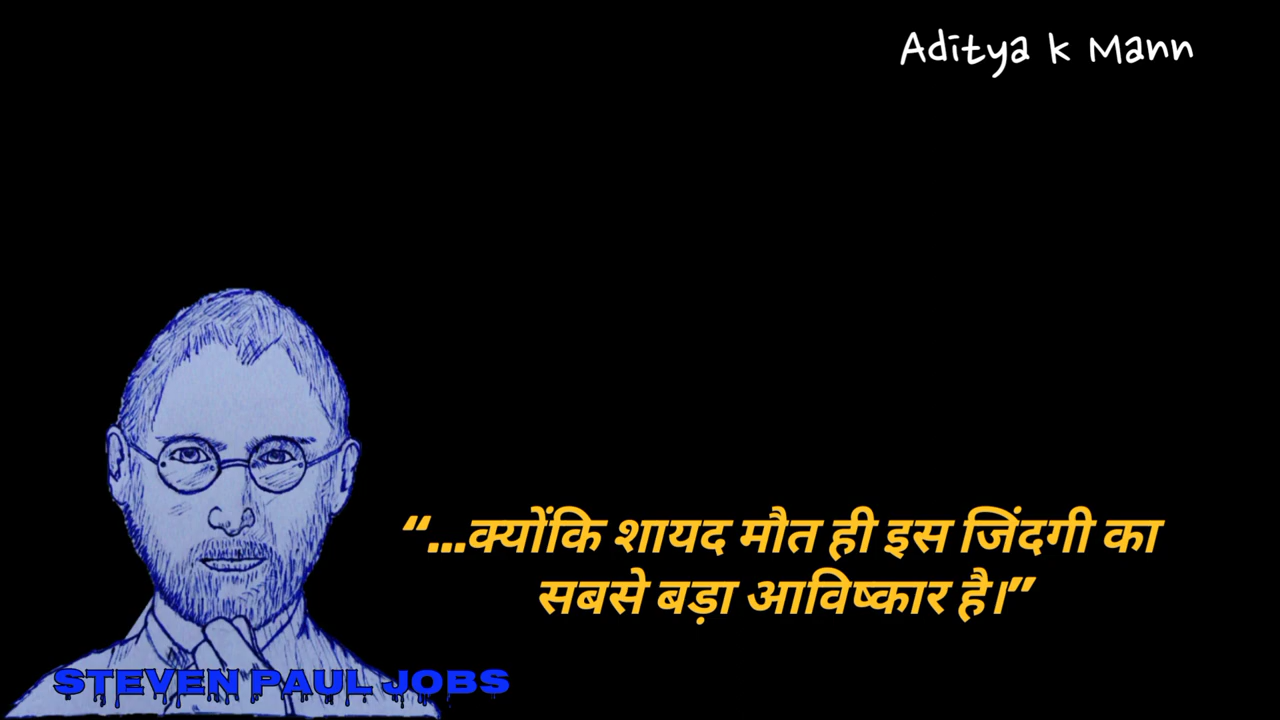 Aditya k Mann
“...क्योंकि शायद मौत ही इस जिंदगी का
सबसे बड़ा आविष्कार है।”
STEVEN PAUL JOBS